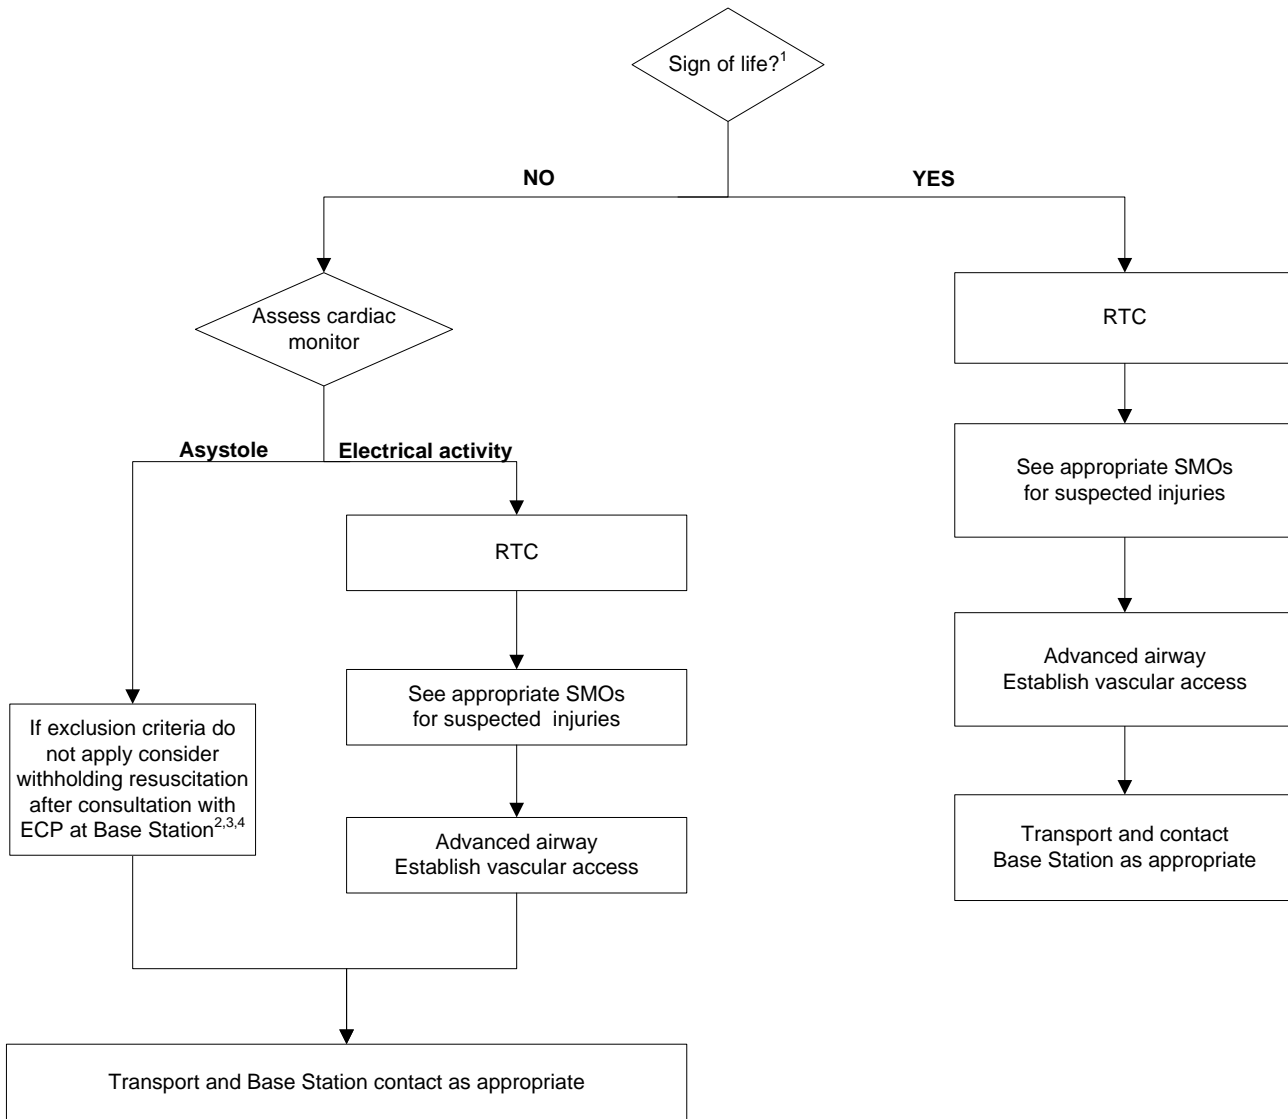 Sign of life?1
NO
YES
Assess cardiac
monitor
RTC
Asystole
Electrical activity
See appropriate SMOs
for suspected injuries
RTC
Advanced airway
Establish vascular access
See appropriate SMOs
for suspected injuries
If exclusion criteria do
not apply consider
withholding resuscitation
after consultation with
ECP at Base Station2,3,4
Advanced airway
Establish vascular access
Transport and contact
Base Station as appropriate
Transport and Base Station contact as appropriate